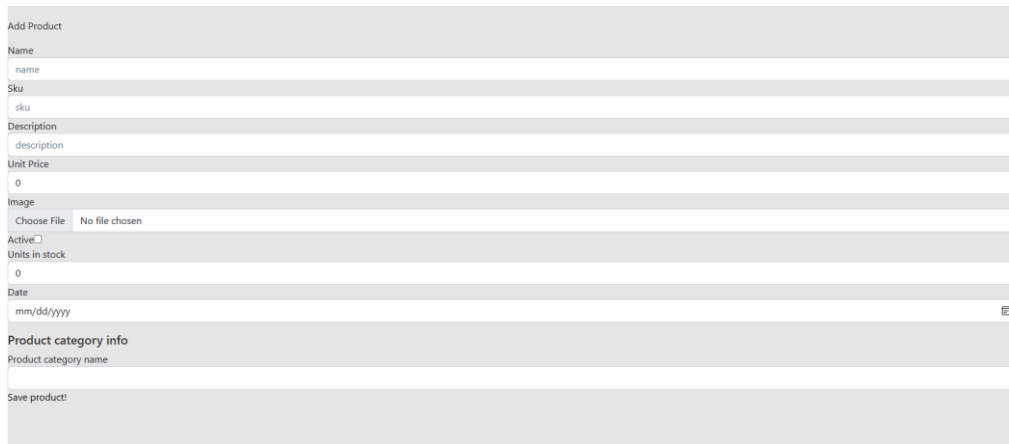 Add Product
Name
name
Sku
sku
Description
description
Unit Price
0
Image
Choose File No file chosen
Active
Units in stock
0
Date
mm/dd/yyyy
Product category info
Product category name
Save product!